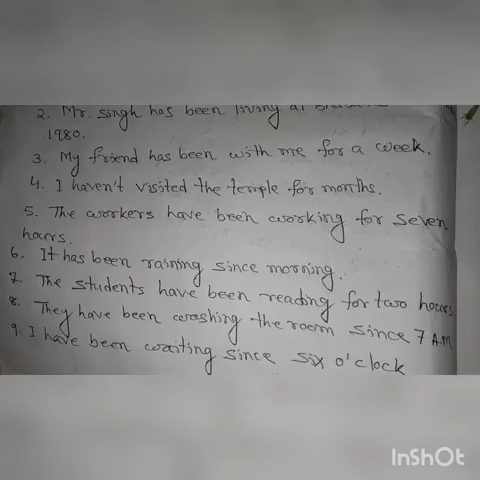 2. Mr. Singh has been living at
1980.
3. My friend has been with me for a week.
4. I haven't visited the temple for months.
5. The workers have been working for seven
hours.
6. It has been raining since morning.
7. The students have been reading for two hours
8. They have been washing the room since 7 A.M
9. I have been waiting since six o'clock
InShOt